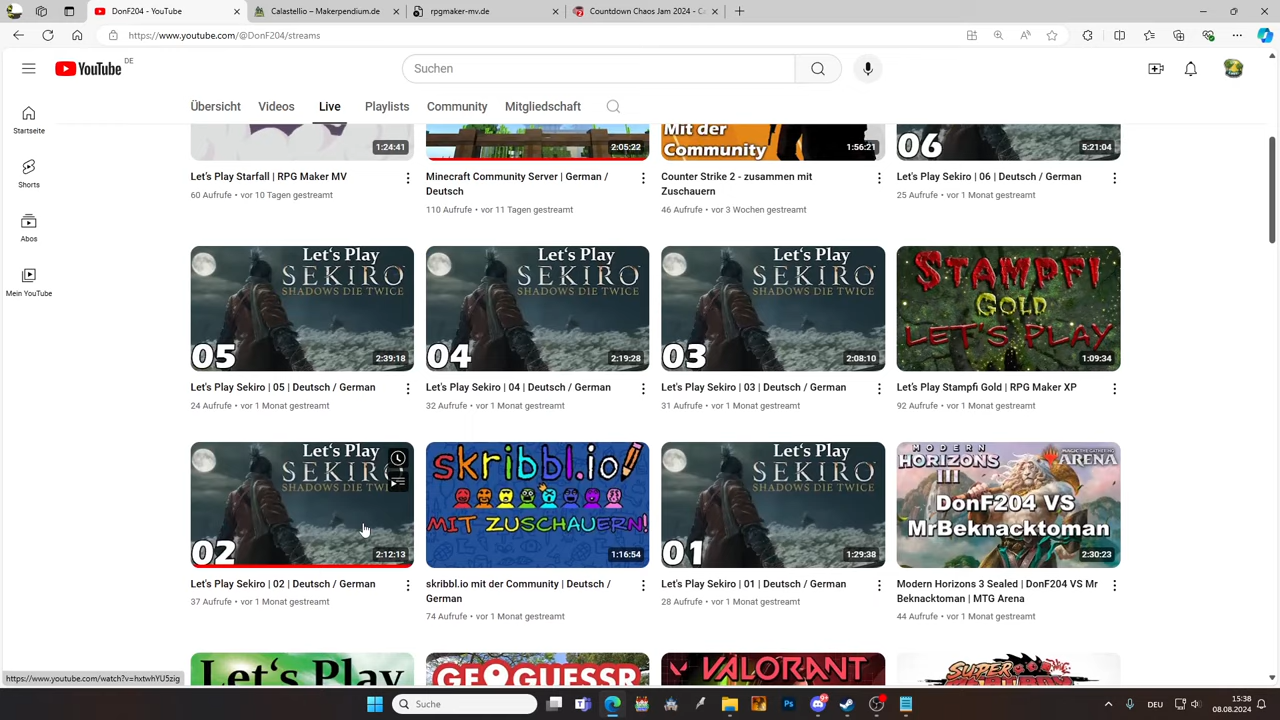 DonF204 - YouTube
Calastellio - Makerpendium.de
rpgmaker-mv.de
Countdown Chaos Jam 2024 - C
https://www.youtube.com/@DonF204/streams
YouTube DE
Suchen
Übersicht
Videos
Live
Playlists
Community
Mitgliedschaft
Startseite
Shorts
Abos
Mein YouTube
1:24:41
2:05:22
Mit der
Community
1:56:21
06
5:21:04
Let's Play Starfall | RPG Maker MV
60 Aufrufe • vor 10 Tagen gestreamt
Minecraft Community Server | German /
Deutsch
110 Aufrufe • vor 11 Tagen gestreamt
Counter Strike 2 - zusammen mit
Zuschauern
46 Aufrufe • vor 3 Wochen gestreamt
Let's Play Sekiro | 06 | Deutsch / German
25 Aufrufe • vor 1 Monat gestreamt
Let's Play
SEKIRO
SHADOWS DIE TWICE
05
2:39:18
Let's Play
SEKIRO
SHADOWS DIE TWICE
04
2:19:28
Let's Play
SEKIRO
SHADOWS DIE TWICE
03
2:08:10
STAMPFI
GOLD
LET'S PLAY
1:09:34
Let's Play Sekiro | 05 | Deutsch / German
24 Aufrufe • vor 1 Monat gestreamt
Let's Play Sekiro | 04 | Deutsch / German
32 Aufrufe • vor 1 Monat gestreamt
Let's Play Sekiro | 03 | Deutsch / German
31 Aufrufe • vor 1 Monat gestreamt
Let's Play Stampfi Gold | RPG Maker XP
92 Aufrufe • vor 1 Monat gestreamt
Let's Play
SEKIRO
SHADOWS DIE TWI
02
2:12:13
skribbl.io
MIT ZUSCHAUERN!
1:16:54
Let's Play
SEKIRO
SHADOWS DIE TWICE
01
1:29:38
MODERN
HORIZONS
III
ARENA
DonF204 VS
MrBeknacktoman
2:30:23
Let's Play Sekiro | 02 | Deutsch / German
37 Aufrufe • vor 1 Monat gestreamt
skribbl.io mit der Community | Deutsch /
German
74 Aufrufe • vor 1 Monat gestreamt
Let's Play Sekiro | 01 | Deutsch / German
28 Aufrufe • vor 1 Monat gestreamt
Modern Horizons 3 Sealed | DonF204 VS Mr
Beknacktoman | MTG Arena
44 Aufrufe • vor 1 Monat gestreamt
Let's Play
GEOGUESSR
VALORANT
SUPER
https://www.youtube.com/watch?v=hxtwhYU5zig
Suche
DEU
15:38
08.08.2024